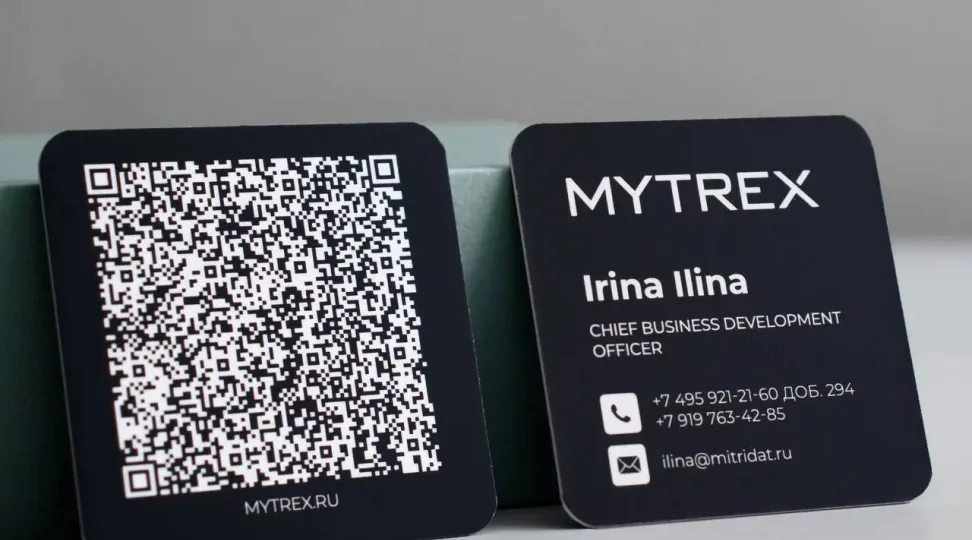 MYTREX.RU
MYTREX
Irina Ilina
CHIEF BUSINESS DEVELOPMENT
OFFICER
+7 495 921-21-60 ДОБ. 294
+7 919 763-42-85
ilina@mitridat.ru